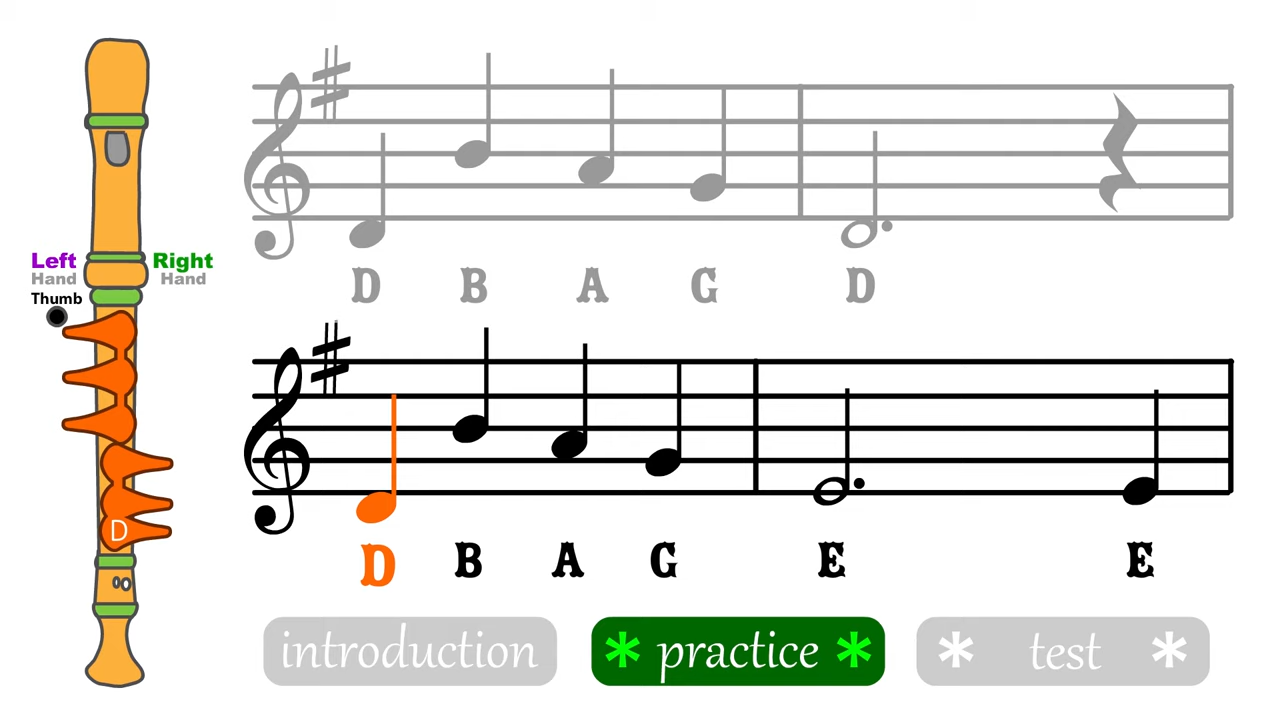 Left Right
Hand Hand
Thumb
D B A G D
D
D B A G E E
introduction * practice * * test *